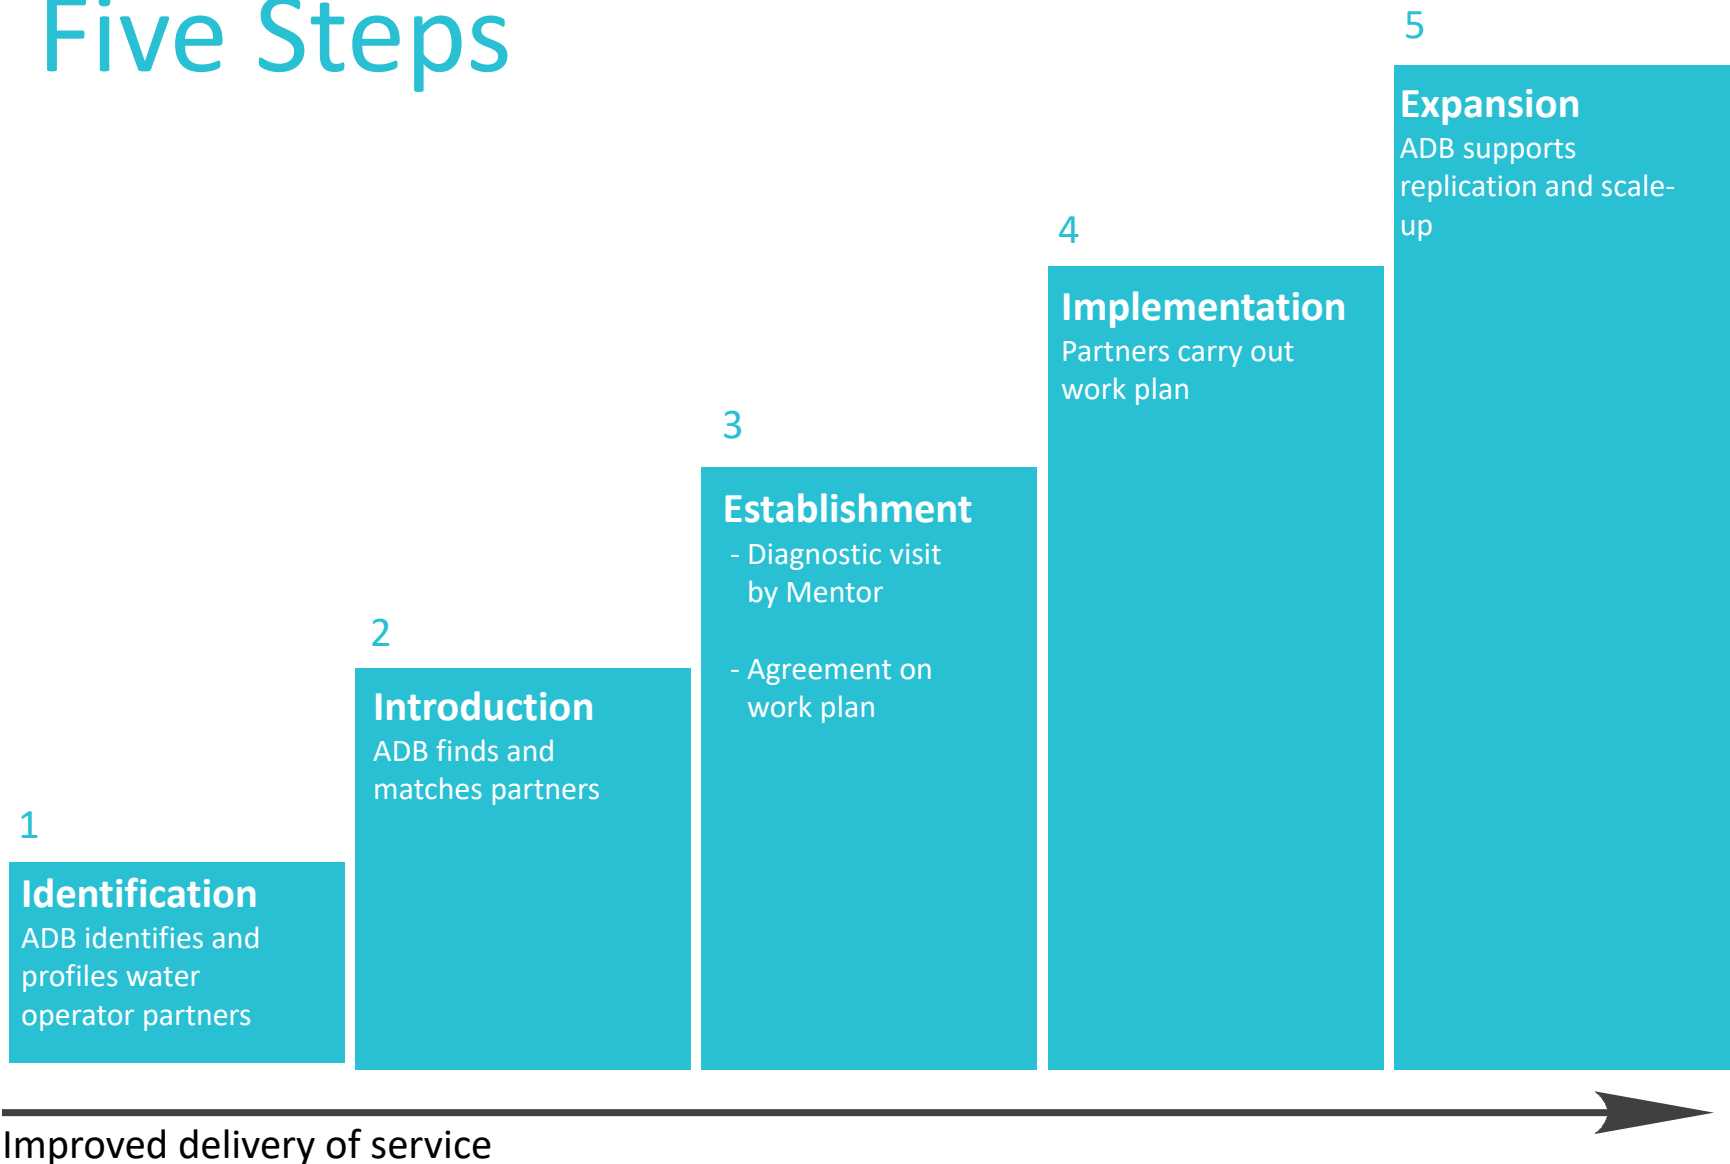 Five Steps
1
Identification
ADB identifies and
profiles water
operator partners
2
Introduction
ADB finds and
matches partners
3
Establishment
- Diagnostic visit
by Mentor
- Agreement on
work plan
4
Implementation
Partners carry out
work plan
5
Expansion
ADB supports
replication and scale-
up
Improved delivery of service